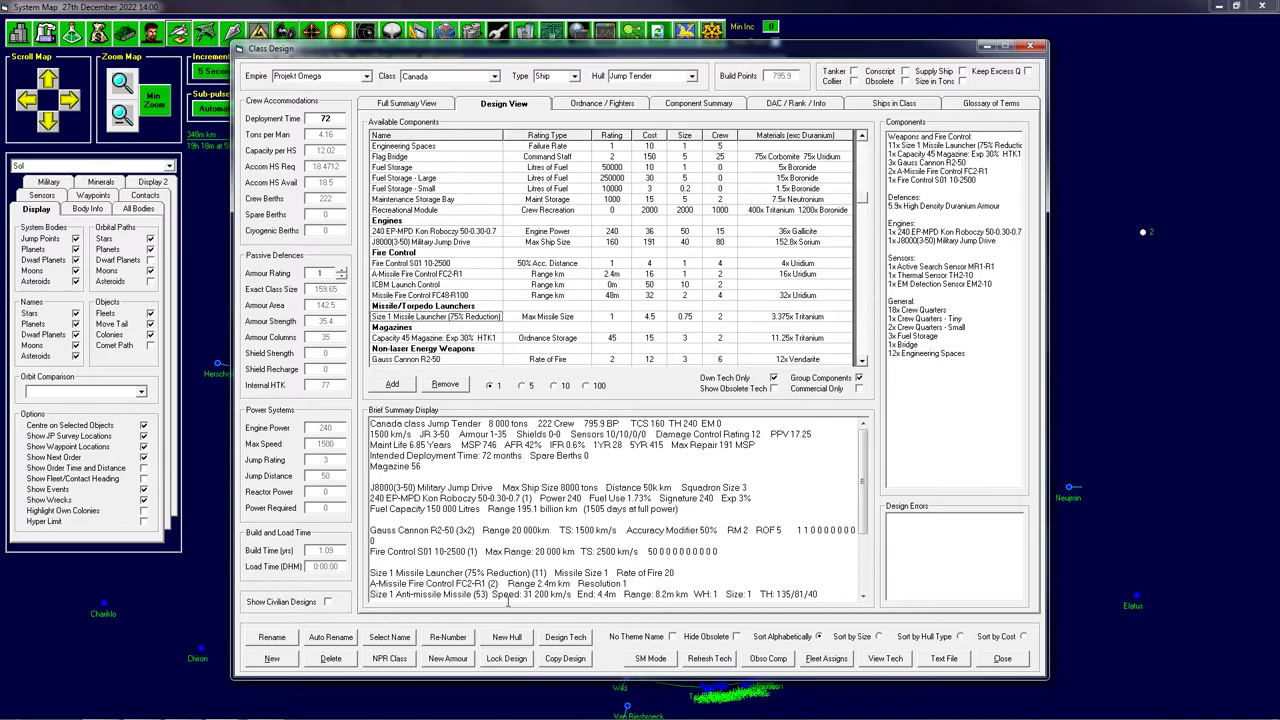 System Map 27th December 2022 14:00
Min Inc 0
Scroll Map
Zoom Map
Min
Zoom
Increment
5 Second
Sub-pulse
Automat
348m km
19h 18m
Sol
Military
Minerals
Display 2
Sensors
Waypoints
Contacts
Display
Body Info
All Bodies
System Bodies
Orbital Paths
Jump Points
Stars
Planets
Planets
Dwarf Planets
Dwarf Planets
Moons
Moons
Asteroids
Asteroids
Names
Objects
Stars
Fleets
Planets
Move Tail
Dwarf Planets
Colonies
Moons
Comet Path
Asteroids
Orbit Comparison
Options
Centre on Selected Objects
Show JP Survey Locations
Show Waypoint Locations
Show Next Order
Show Order Time and Distance
Show Fleet/Contact Heading
Show Events
Show Wrecks
Highlight Own Colonies
Hyper Limit
Class Design
Empire Projekt Omega
Class Canada
Type Ship
Hull Jump Tender
Build Points 795.9
Tanker
Conscript
Supply Ship
Keep Excess Q
Collier
Obsolete
Size in Tons
Crew Accommodations
Deployment Time 72
Tons per Man 4.16
Capacity per HS 12.02
Accom HS Req 18.4712
Accom HS Avail 18.5
Crew Berths 222
Spare Berths 0
Cryogenic Berths 0
Passive Defences
Armour Rating 1
Exact Class Size 159.65
Armour Area 142.5
Armour Strength 35.4
Armour Columns 35
Shield Strength 0
Shield Recharge 0
Internal HTK 77
Power Systems
Engine Power 240
Max Speed 1500
Jump Rating 3
Jump Distance 50
Reactor Power 0
Power Required 0
Build and Load Time
Build Time (yrs) 1.09
Load Time (DHM) 0:00:00
Show Civilian Designs
Full Summary View
Design View
Ordnance / Fighters
Component Summary
DAC / Rank / Info
Ships in Class
Glossary of Terms
Available Components
Name Rating Type Rating Cost Size Crew Materials (exc Duranium)
Engineering Spaces Failure Rate 1 10 1 5
Flag Bridge Command Staff 2 150 5 25 75x Corbomite 75x Uridium
Fuel Storage Litres of Fuel 50000 10 1 0 5x Boronide
Fuel Storage - Large Litres of Fuel 250000 30 5 0 15x Boronide
Fuel Storage - Small Litres of Fuel 10000 3 0.2 0 1.5x Boronide
Maintenance Storage Bay Maint Storage 1000 15 5 2 7.5x Neutronium
Recreational Module Crew Recreation 0 2000 2000 1000 400x Tritanium 1200x Boronide
Engines
240 EP-MPD Kon Roboczy 50-0.30-0.7 Engine Power 240 36 50 15 36x Gallicite
J8000(3-50) Military Jump Drive Max Ship Size 160 191 40 80 152.8x Sorium
Fire Control
Fire Control S01 10-2500 50% Acc. Distance 1 4 1 4 4x Uridium
A-Missile Fire Control FC2-R1 Range km 2.4m 16 1 2 16x Uridium
ICBM Launch Control Range km 0m 50 10 2
Missile Fire Control FC48-R100 Range km 48m 32 2 4 32x Uridium
Missile/Torpedo Launchers
Size 1 Missile Launcher (75% Reduction) Max Missile Size 1 4.5 0.75 2 3.375x Tritanium
Magazines
Capacity 45 Magazine: Exp 30% HTK1 Ordnance Storage 45 15 3 2 11.25x Tritanium
Non-laser Energy Weapons
Gauss Cannon R2-50 Rate of Fire 2 12 3 6 12x Vendarite
Add
Remove
1
5
10
100
Own Tech Only
Group Components
Show Obsolete Tech
Commercial Only
Brief Summary Display
Canada class Jump Tender 8 000 tons 222 Crew 795.9 BP TCS 160 TH 240 EM 0
1500 km/s JR 3-50 Armour 1-35 Shields 0-0 Sensors 10/10/0/0 Damage Control Rating 12 PPV 17.25
Maint Life 6.85 Years MSP 746 AFR 42% IFR 0.6% 1YR 28 5YR 415 Max Repair 191 MSP
Intended Deployment Time: 72 months Spare Berths 0
Magazine 56
J8000(3-50) Military Jump Drive Max Ship Size 8000 tons Distance 50k km Squadron Size 3
240 EP-MPD Kon Roboczy 50-0.30-0.7 (1) Power 240 Fuel Use 1.73% Signature 240 Exp 3%
Fuel Capacity 150 000 Litres Range 195.1 billion km (1505 days at full power)
Gauss Cannon R2-50 (3x2) Range 20 000km TS: 1500 km/s Accuracy Modifier 50% RM 2 ROF 5 1 1 0 0 0 0 0 0 0
0
Fire Control S01 10-2500 (1) Max Range: 20 000 km TS: 2500 km/s 50 0 0 0 0 0 0 0 0 0
Size 1 Missile Launcher (75% Reduction) (11) Missile Size 1 Rate of Fire 20
A-Missile Fire Control FC2-R1 (2) Range 2.4m km Resolution 1
Size 1 Anti-missile Missile (53) Speed: 31 200 km/s End: 4.4m Range: 8.2m km WH: 1 Size: 1 TH: 135/81/40
Components
Weapons and Fire Control:
11x Size 1 Missile Launcher (75% Reductic
1x Capacity 45 Magazine: Exp 30% HTK1
3x Gauss Cannon R2-50
2x A-Missile Fire Control FC2-R1
1x Fire Control S01 10-2500
Defences:
5.9x High Density Duranium Armour
Engines:
1x 240 EP-MPD Kon Roboczy 50-0.30-0.7
1x J8000(3-50) Military Jump Drive
Sensors:
1x Active Search Sensor MR1-R1
1x Thermal Sensor TH2-10
1x EM Detection Sensor EM2-10
General:
18x Crew Quarters
1x Crew Quarters - Tiny
2x Crew Quarters - Small
3x Fuel Storage
1x Bridge
12x Engineering Spaces
Design Errors
Rename
Auto Rename
Select Name
Re-Number
New Hull
Design Tech
No Theme Name
Hide Obsolete
Sort Alphabetically
Sort by Size
Sort by Hull Type
Sort by Cost
New
Delete
NPR Class
New Armour
Lock Design
Copy Design
SM Mode
Refresh Tech
Obso Comp
Fleet Assigns
View Tech
Text File
Close
2
Hersch
Neujmin
Chariklo
Elatus
Chiron
Wild
Van Biesbroeck